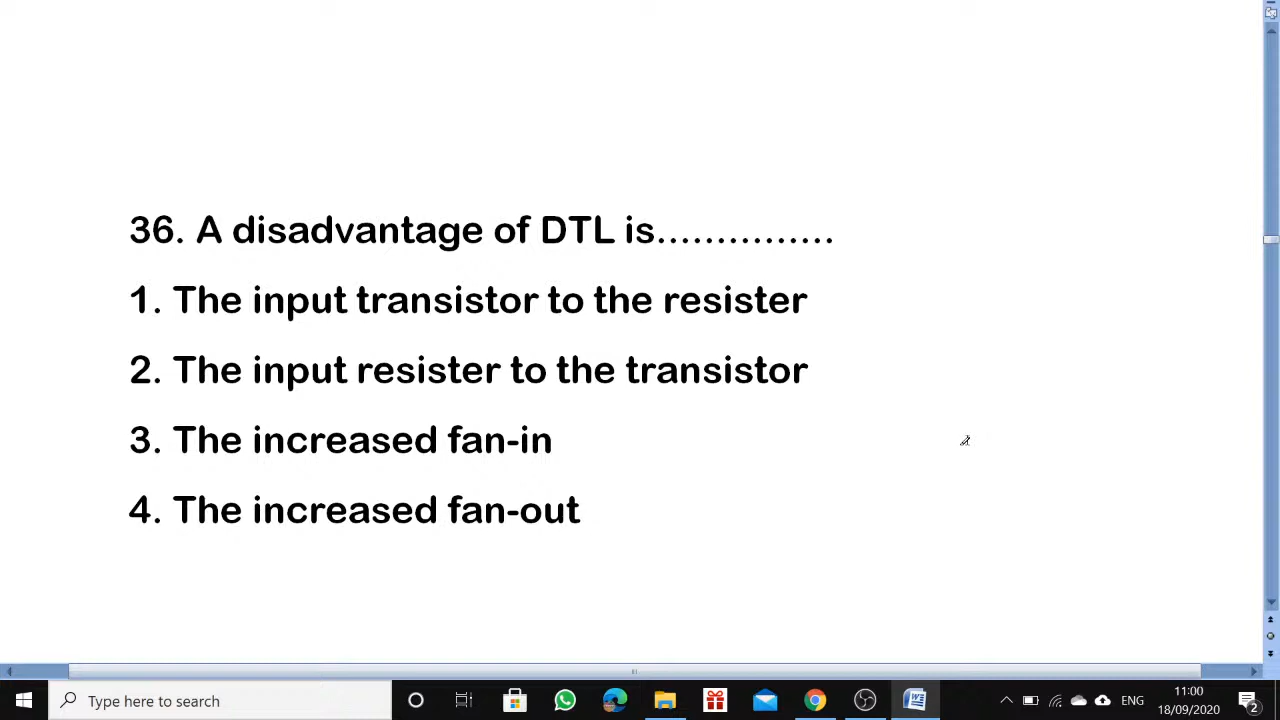 36. A disadvantage of DTL is...............
1. The input transistor to the resister
2. The input resister to the transistor
3. The increased fan-in
4. The increased fan-out
Type here to search
ENG
11:00
18/09/2020
2